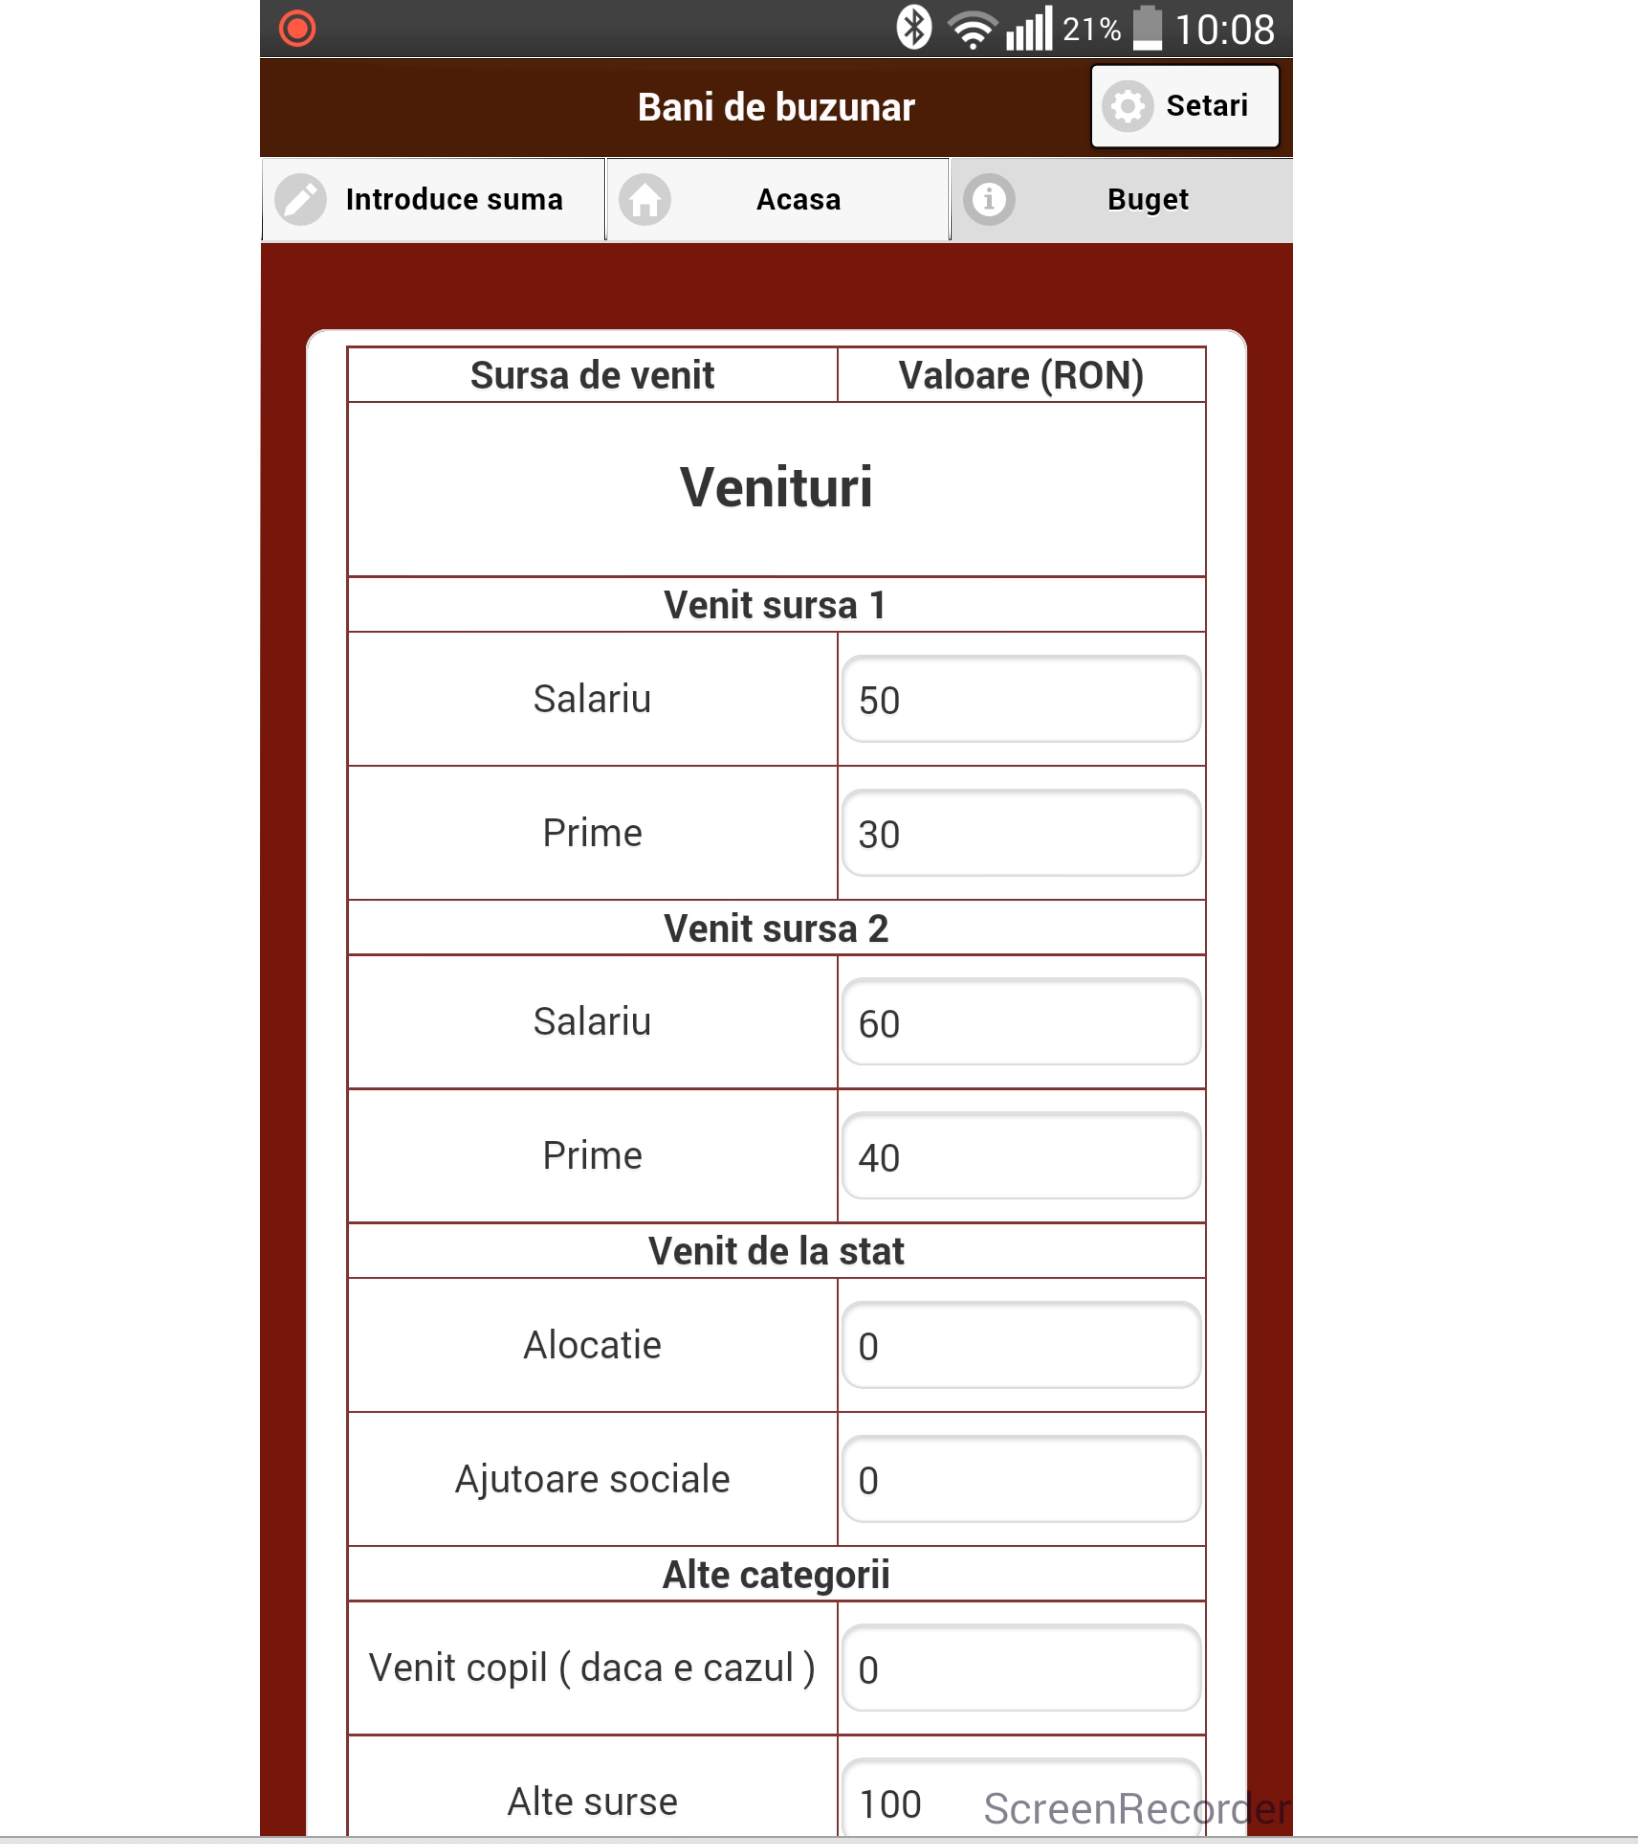 21% 10:08
Bani de buzunar
Setari
Introduce suma
Acasa
Buget
Sursa de venit
Valoare (RON)
Venituri
Venit sursa 1
Salariu
50
Prime
30
Venit sursa 2
Salariu
60
Prime
40
Venit de la stat
Alocatie
0
Ajutoare sociale
0
Alte categorii
Venit copil ( daca e cazul )
0
Alte surse
100
ScreenRecorder